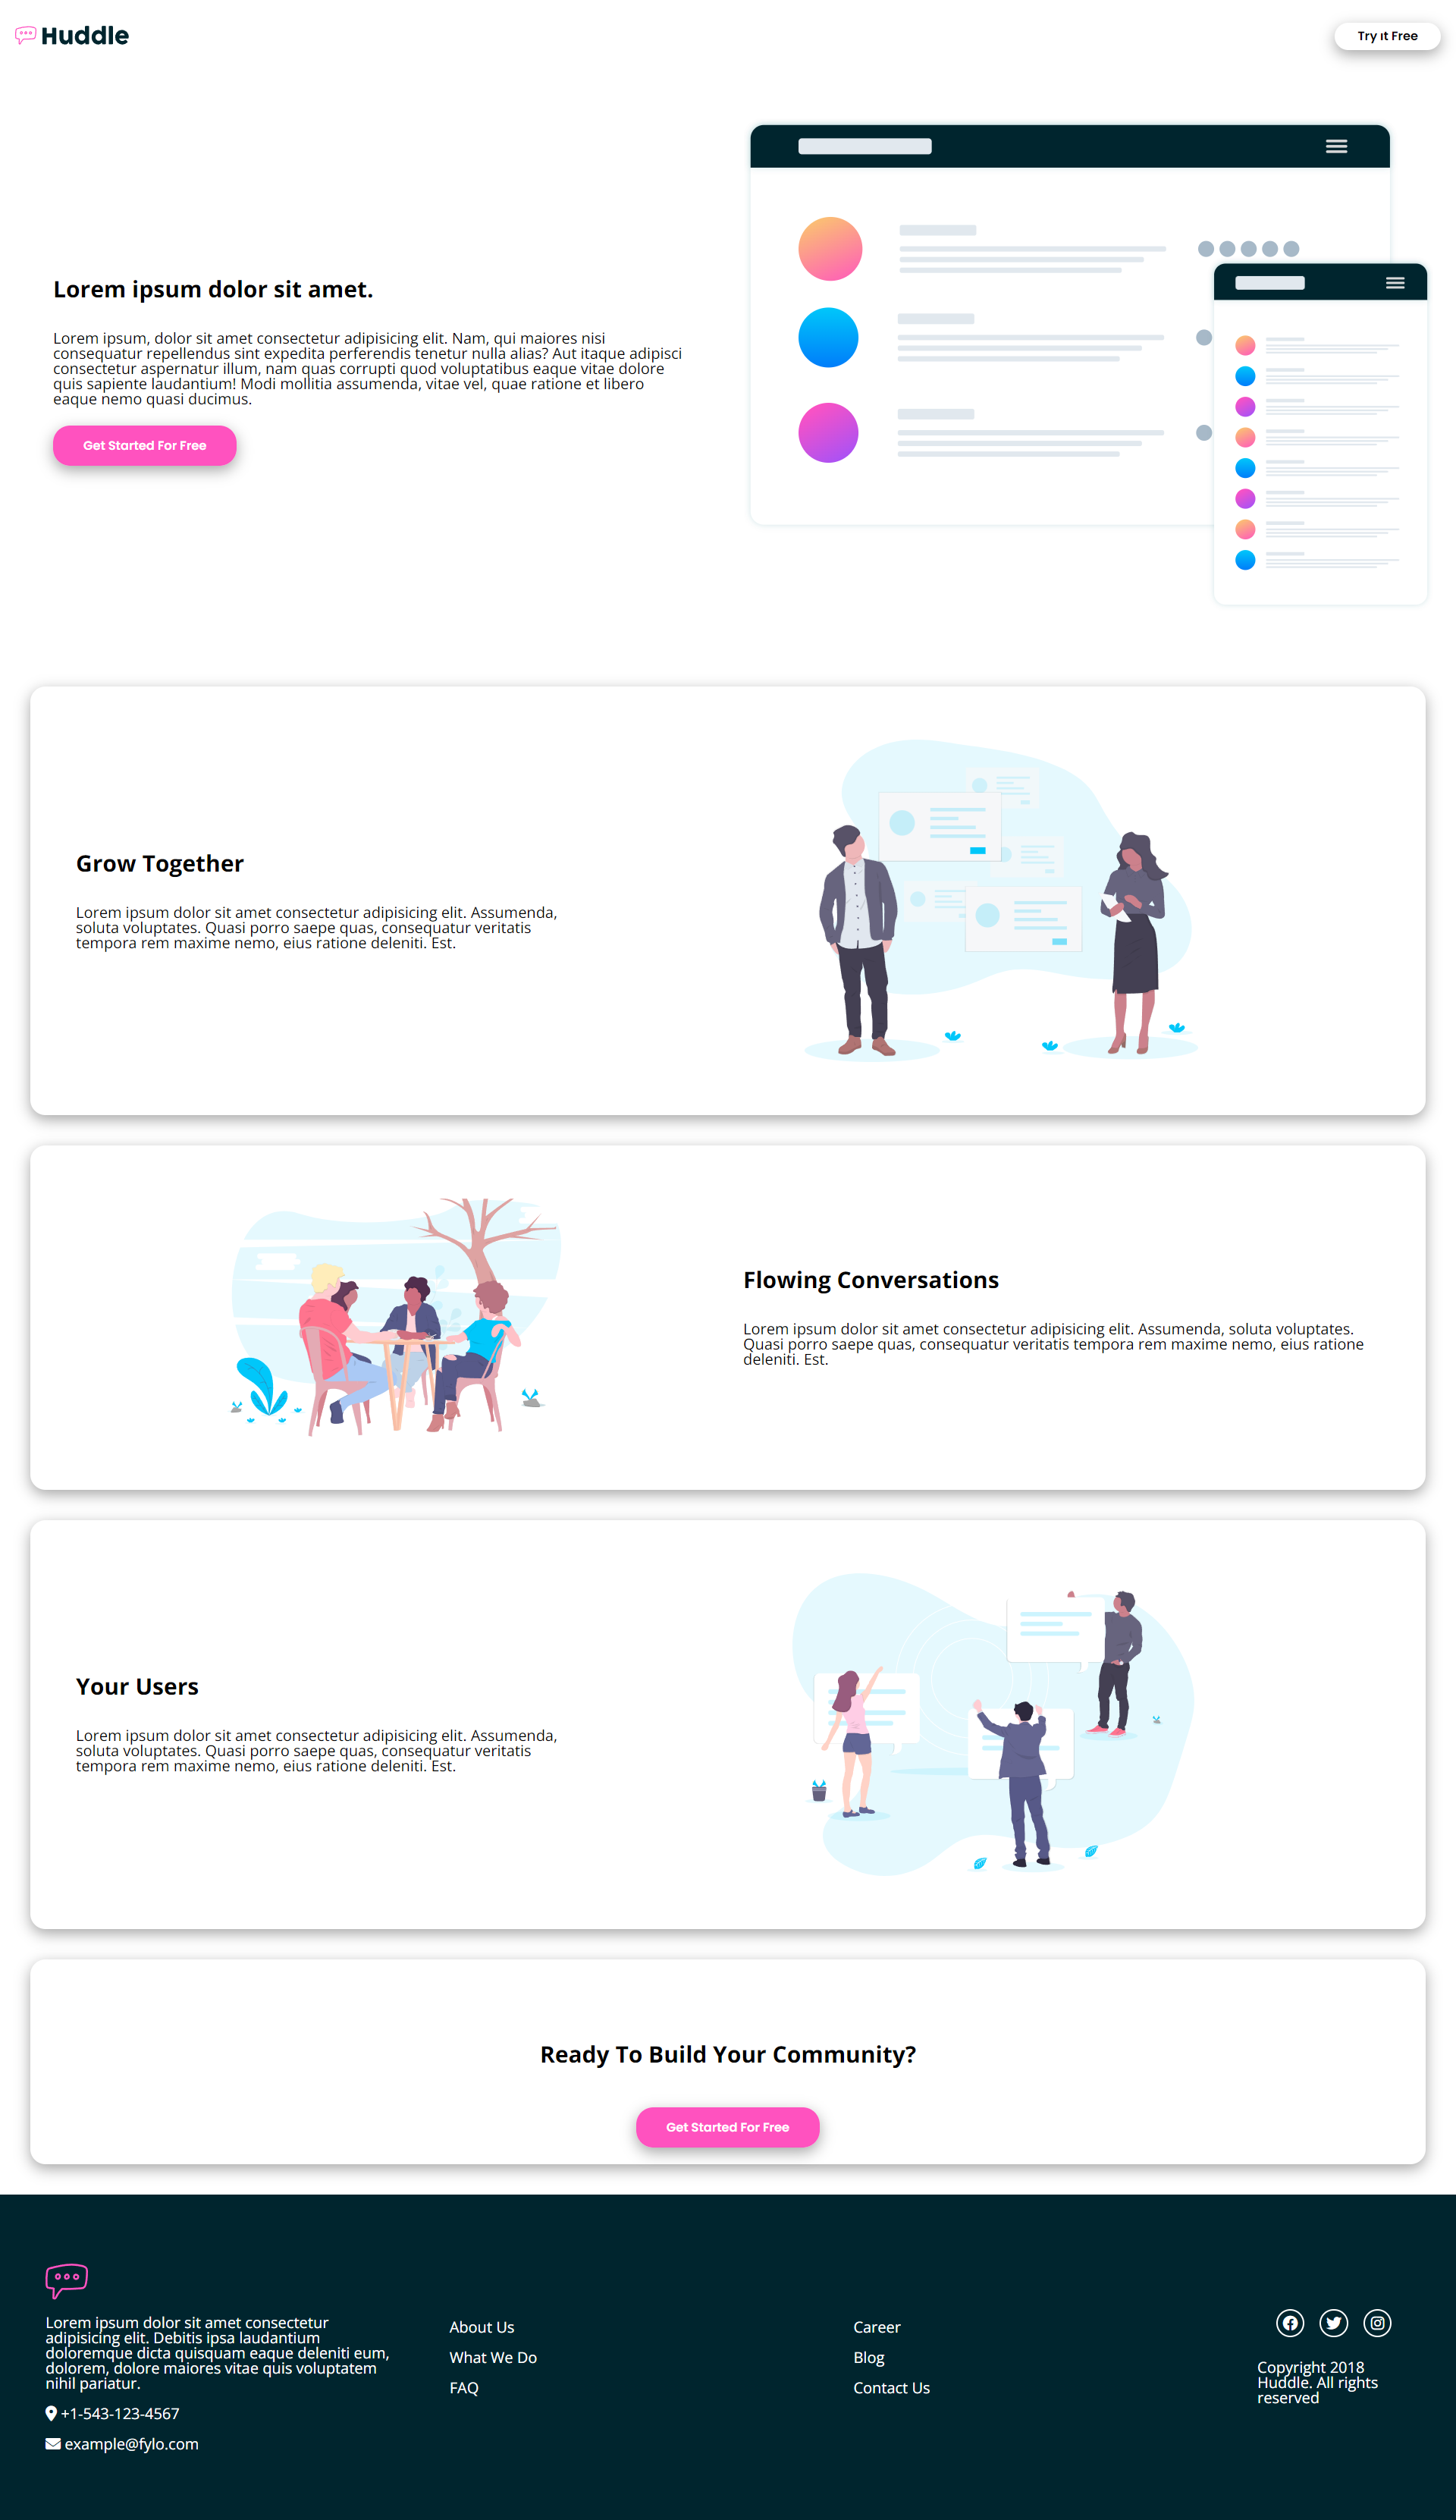 Huddle
Try it Free
Lorem ipsum dolor sit amet.
Lorem ipsum, dolor sit amet consectetur adipisicing elit. Nam, qui maiores nisi
consequatur repellendus sint expedita perferendis tenetur nulla alias? Aut itaque adipisci
consectetur aspernatur illum, nam quas corrupti quod voluptatibus eaque vitae dolore
quis sapiente laudantium! Modi mollitia assumenda, vitae vel, quae ratione et libero
eaque nemo quasi ducimus.
Get Started For Free
Grow Together
Lorem ipsum dolor sit amet consectetur adipisicing elit. Assumenda,
soluta voluptates. Quasi porro saepe quas, consequatur veritatis
tempora rem maxime nemo, eius ratione deleniti. Est.
Flowing Conversations
Lorem ipsum dolor sit amet consectetur adipisicing elit. Assumenda, soluta voluptates.
Quasi porro saepe quas, consequatur veritatis tempora rem maxime nemo, eius ratione
deleniti. Est.
Your Users
Lorem ipsum dolor sit amet consectetur adipisicing elit. Assumenda,
soluta voluptates. Quasi porro saepe quas, consequatur veritatis
tempora rem maxime nemo, eius ratione deleniti. Est.
Ready To Build Your Community?
Get Started For Free
Lorem ipsum dolor sit amet consectetur
adipisicing elit. Debitis ipsa laudantium
doloremque dicta quisquam eaque deleniti eum,
dolorem, dolore maiores vitae quis voluptatem
nihil pariatur.
+1-543-123-4567
example@fylo.com
About Us
What We Do
FAQ
Career
Blog
Contact Us
Copyright 2018
Huddle. All rights
reserved